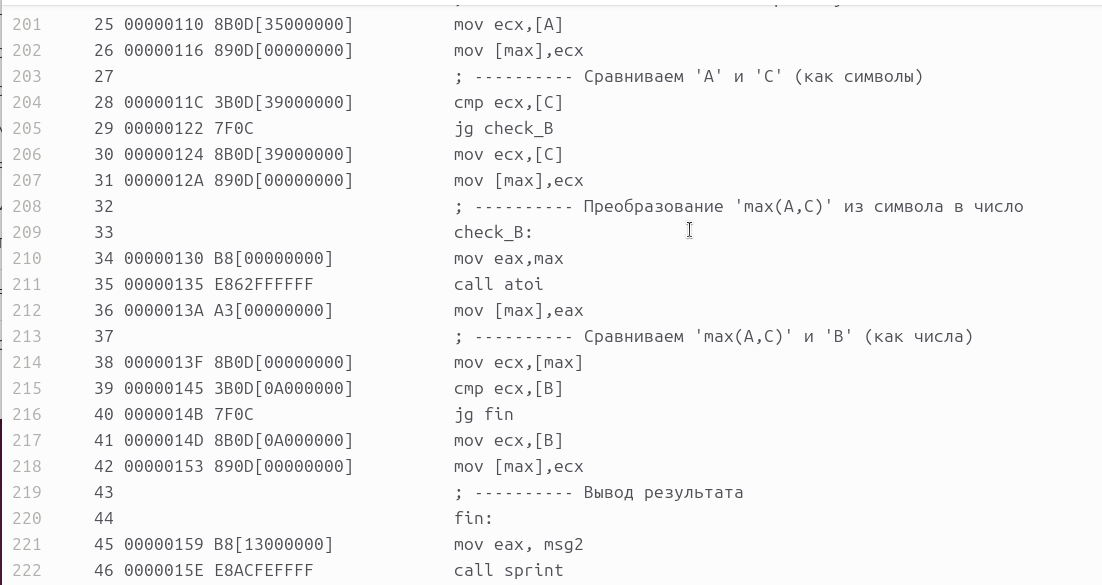 201 25 00000110 8B0D[35000000] mov ecx,[A]
202 26 00000116 890D[00000000] mov [max],ecx
203 27 ; ---------- Сравниваем 'A' и 'C' (как символы)
204 28 0000011C 3B0D[39000000] cmp ecx,[C]
205 29 00000122 7F0C jg check_B
206 30 00000124 8B0D[39000000] mov ecx,[C]
207 31 0000012A 890D[00000000] mov [max],ecx
208 32 ; ---------- Преобразование 'max(A,C)' из символа в число
209 33 check_B:
210 34 00000130 B8[00000000] mov eax,max
211 35 00000135 E862FFFFFF call atoi
212 36 0000013A A3[00000000] mov [max],eax
213 37 ; ---------- Сравниваем 'max(A,C)' и 'B' (как числа)
214 38 0000013F 8B0D[00000000] mov ecx,[max]
215 39 00000145 3B0D[0A000000] cmp ecx,[B]
216 40 0000014B 7F0C jg fin
217 41 0000014D 8B0D[0A000000] mov ecx,[B]
218 42 00000153 890D[00000000] mov [max],ecx
219 43 ; ---------- Вывод результата
220 44 fin:
221 45 00000159 B8[13000000] mov eax, msg2
222 46 0000015E E8ACFEFFFF call sprint